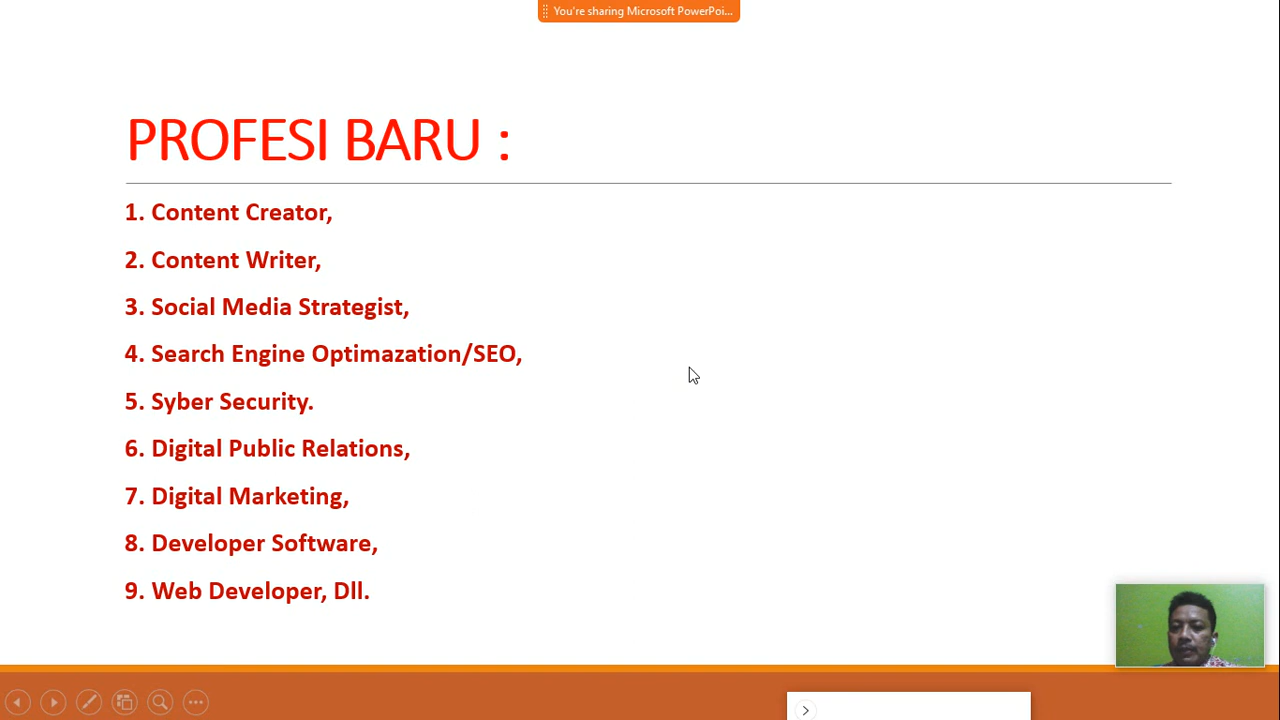 You're sharing Microsoft PowerPoi...
PROFESI BARU :
1. Content Creator,
2. Content Writer,
3. Social Media Strategist,
4. Search Engine Optimazation/SEO,
5. Syber Security.
6. Digital Public Relations,
7. Digital Marketing,
8. Developer Software,
9. Web Developer, Dll.